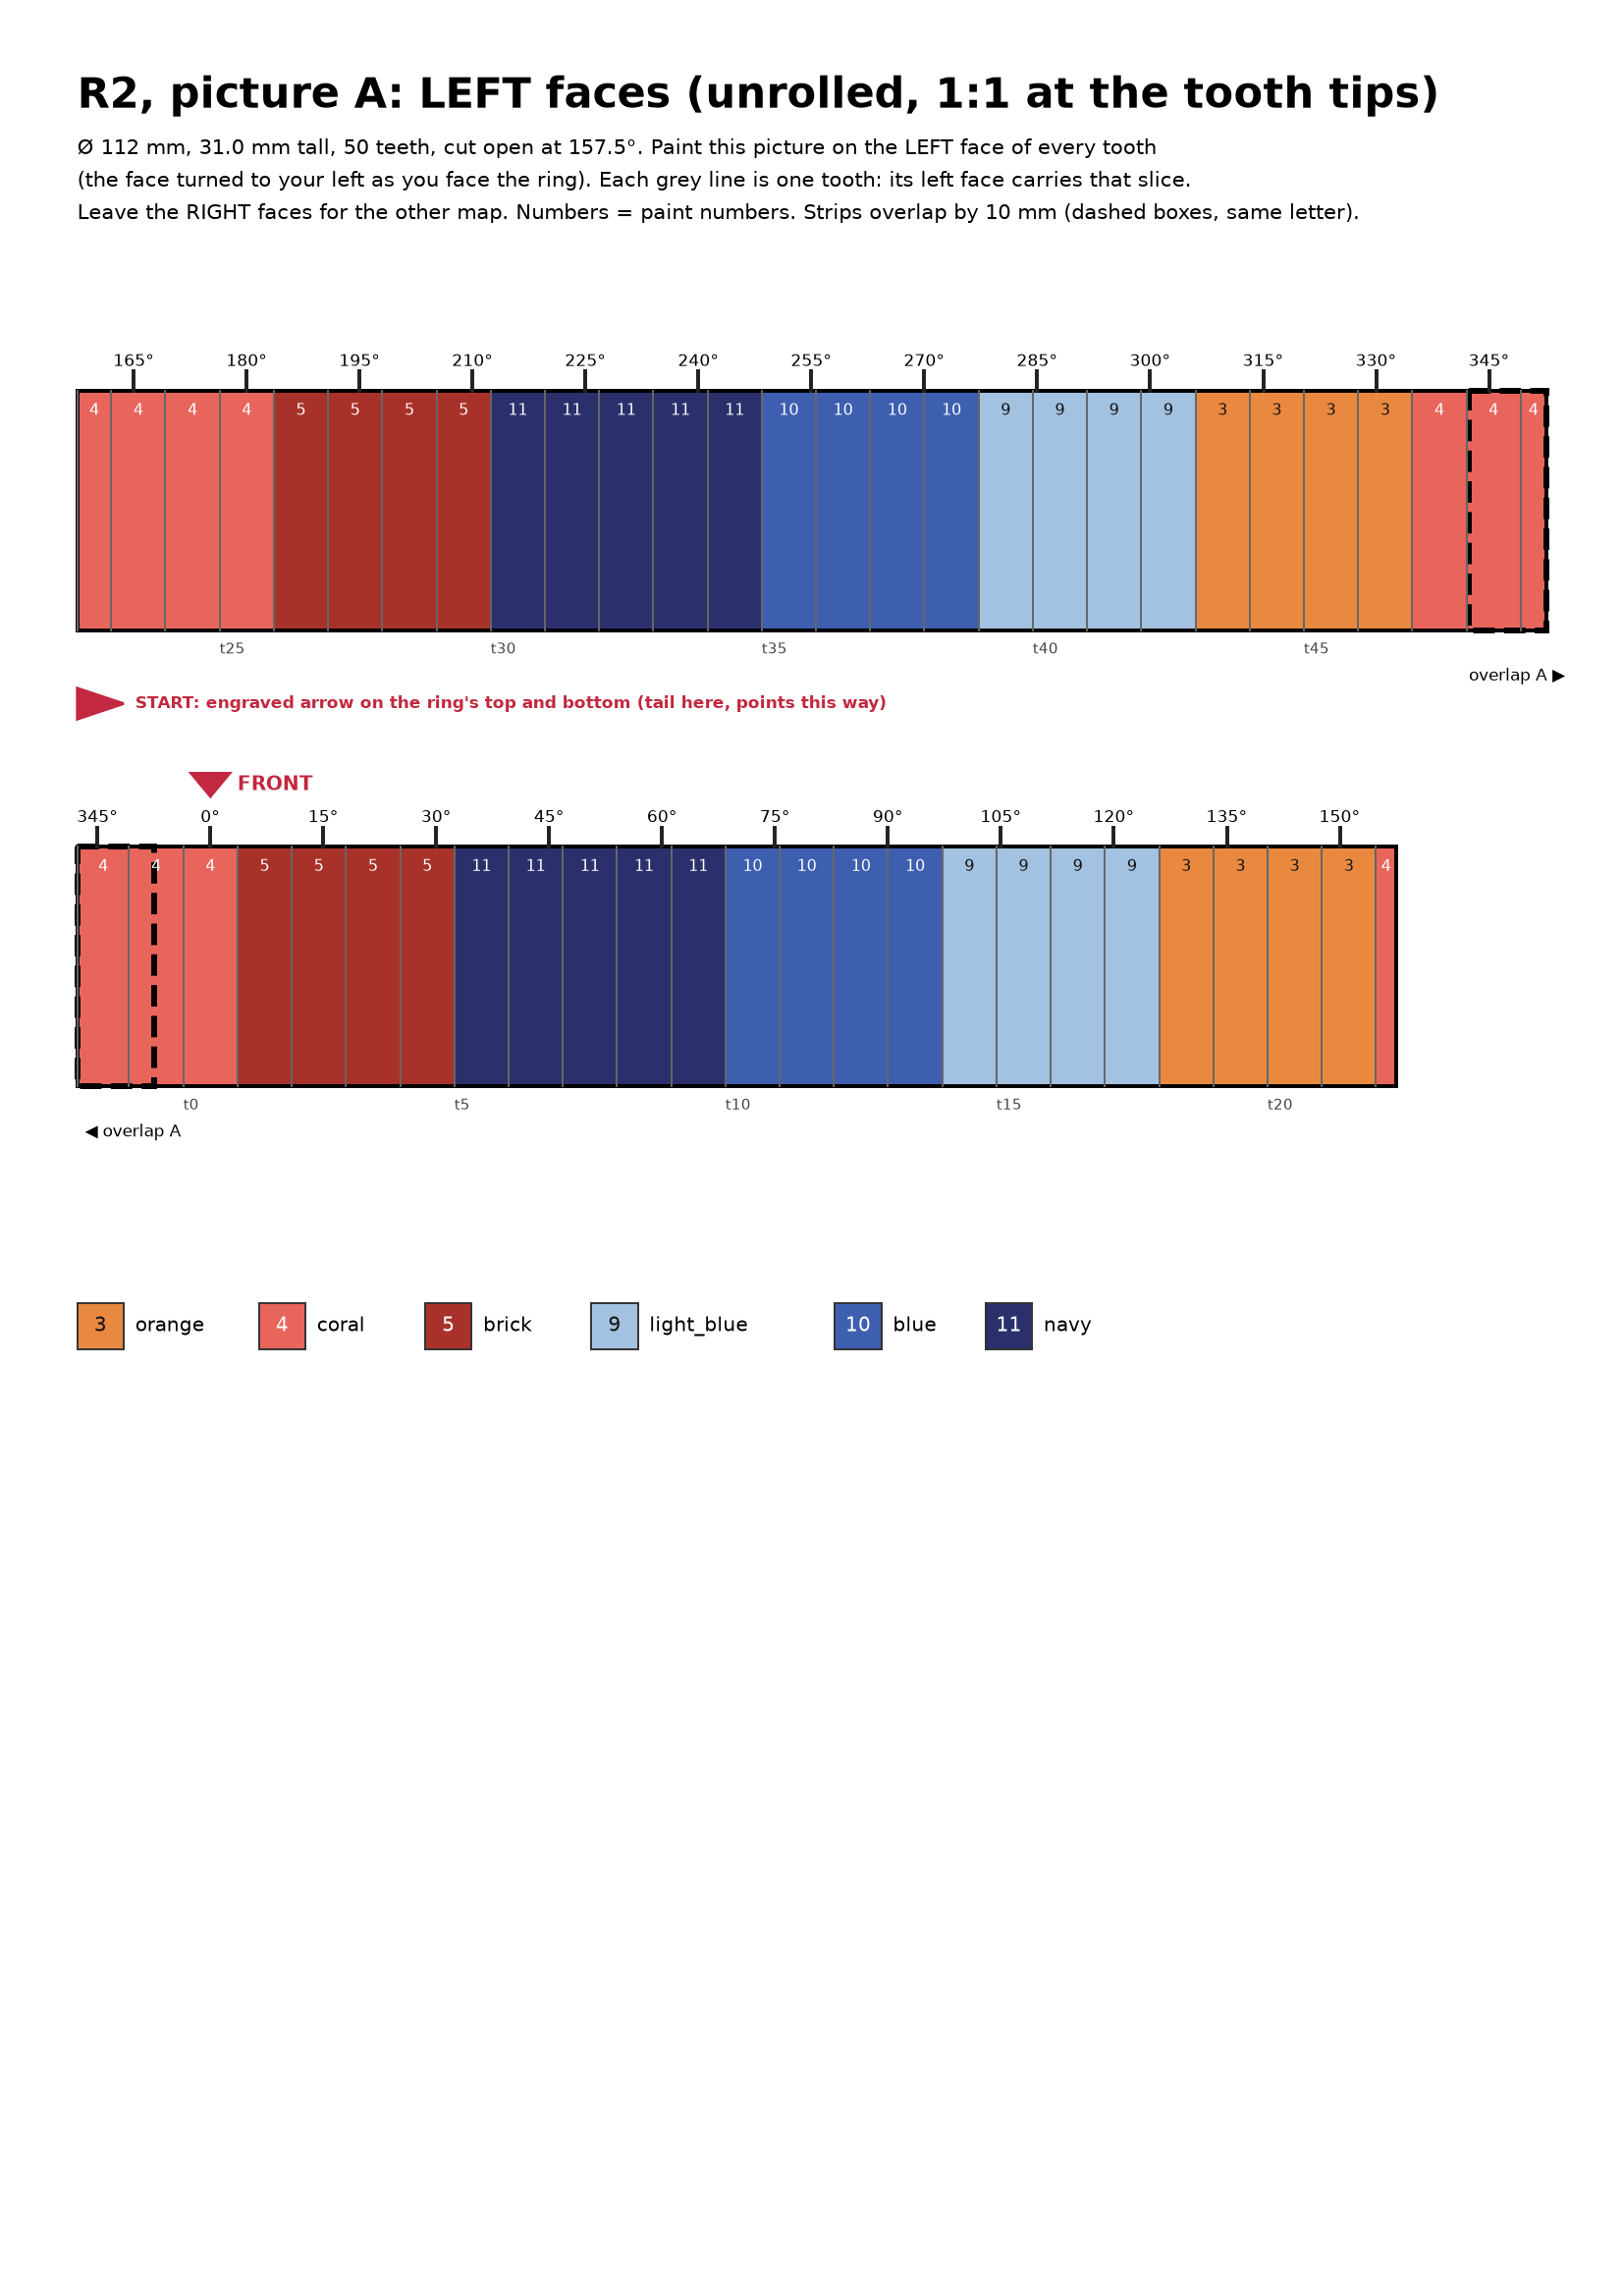 R2, picture A: LEFT faces (unrolled, 1:1 at the tooth tips)
Ø 112 mm, 31.0 mm tall, 50 teeth, cut open at 157.5°. Paint this picture on the LEFT face of every tooth
(the face turned to your left as you face the ring). Each grey line is one tooth: its left face carries that slice.
Leave the RIGHT faces for the other map. Numbers = paint numbers. Strips overlap by 10 mm (dashed boxes, same letter).
165° 180° 195° 210° 225° 240° 255° 270° 285° 300° 315° 330° 345°
4 4 4 4 5 5 5 5 11 11 11 11 11 10 10 10 10 9 9 9 9 3 3 3 3 4 4 4
t25 t30 t35 t40 t45
overlap A ▶
START: engraved arrow on the ring's top and bottom (tail here, points this way)
FRONT
345° 0° 15° 30° 45° 60° 75° 90° 105° 120° 135° 150°
4 4 4 5 5 5 5 11 11 11 11 11 10 10 10 10 9 9 9 9 3 3 3 3 4
t0 t5 t10 t15 t20
◀ overlap A
3 orange 4 coral 5 brick 9 light_blue 10 blue 11 navy